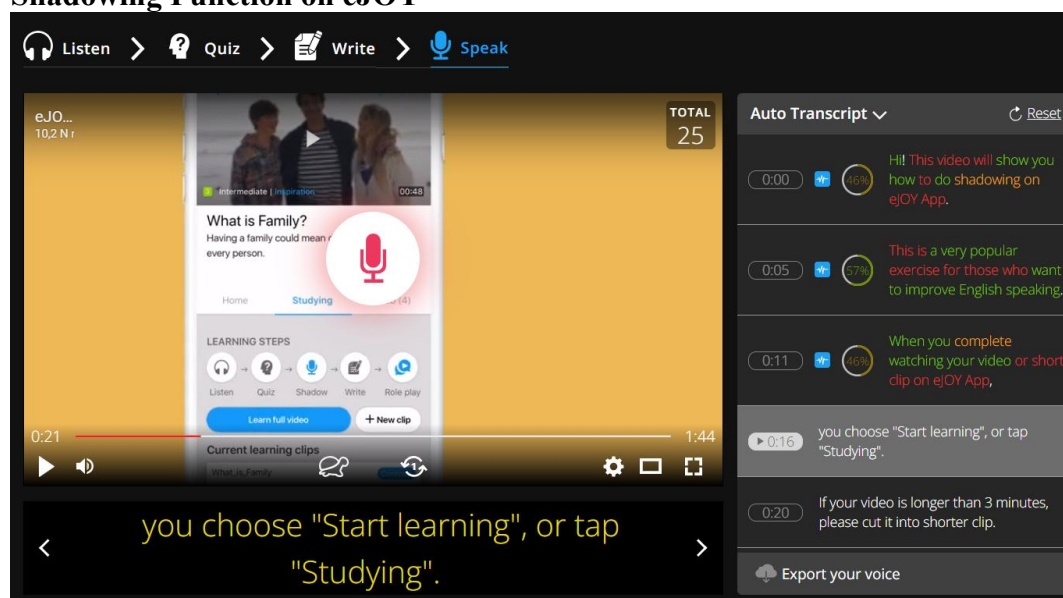 Shadowing Function on eJOY
Listen
Quiz
Write
Speak
eJO...
10,2 N
TOTAL
25
Intermediate | Inspiration
00:48
What is Family?
Having a family could mean
every person.
Home
Studying
(4)
LEARNING STEPS
Listen
Quiz
Shadow
Write
Role play
Learn full video
+ New clip
Current learning clips
What_is_Family
0:21
1:44
1
you choose "Start learning", or tap
"Studying".
Auto Transcript
Reset
0:00
46%
Hi! This video will show you
how to do shadowing on
eJOY App.
0:05
57%
This is a very popular
exercise for those who want
to improve English speaking.
0:11
46%
When you complete
watching your video or short
clip on eJOY App,
0:16
you choose "Start learning", or tap
"Studying".
0:20
If your video is longer than 3 minutes,
please cut it into shorter clip.
Export your voice